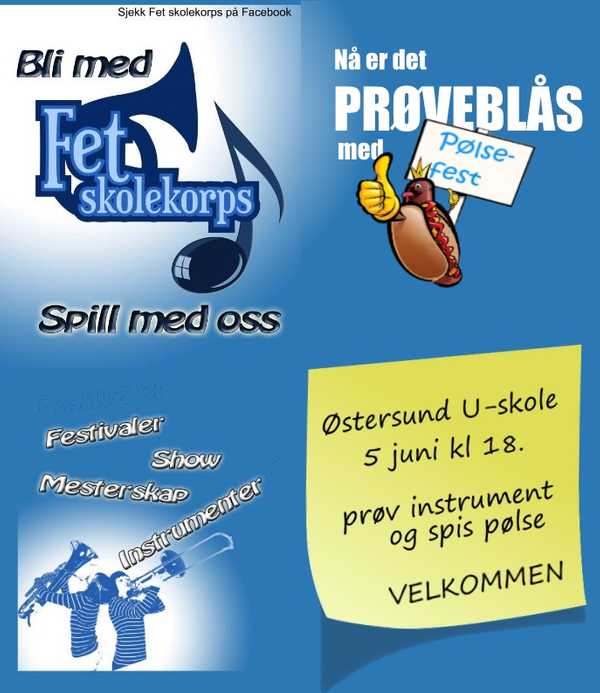 Sjekk Fet skolekorps på Facebook
Bli med
Fet
skolekorps
Spill med oss
Nå er det
PRØVEBLÅS
med
Pølse-
fest
Festivaler
Show
Mesterskap
Instrumenter
Østersund U-skole
5 juni kl 18.
prøv instrument
og spis pølse
VELKOMMEN